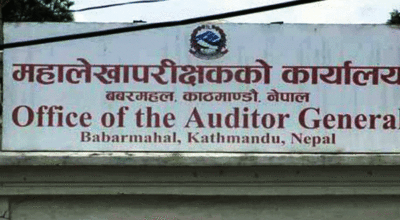 महालेखापरीक्षकको कार्यालय
बबरमहल, काठमाण्डौ, नेपाल
Office of the Auditor General
Babarmahal, Kathmandu, Nepal